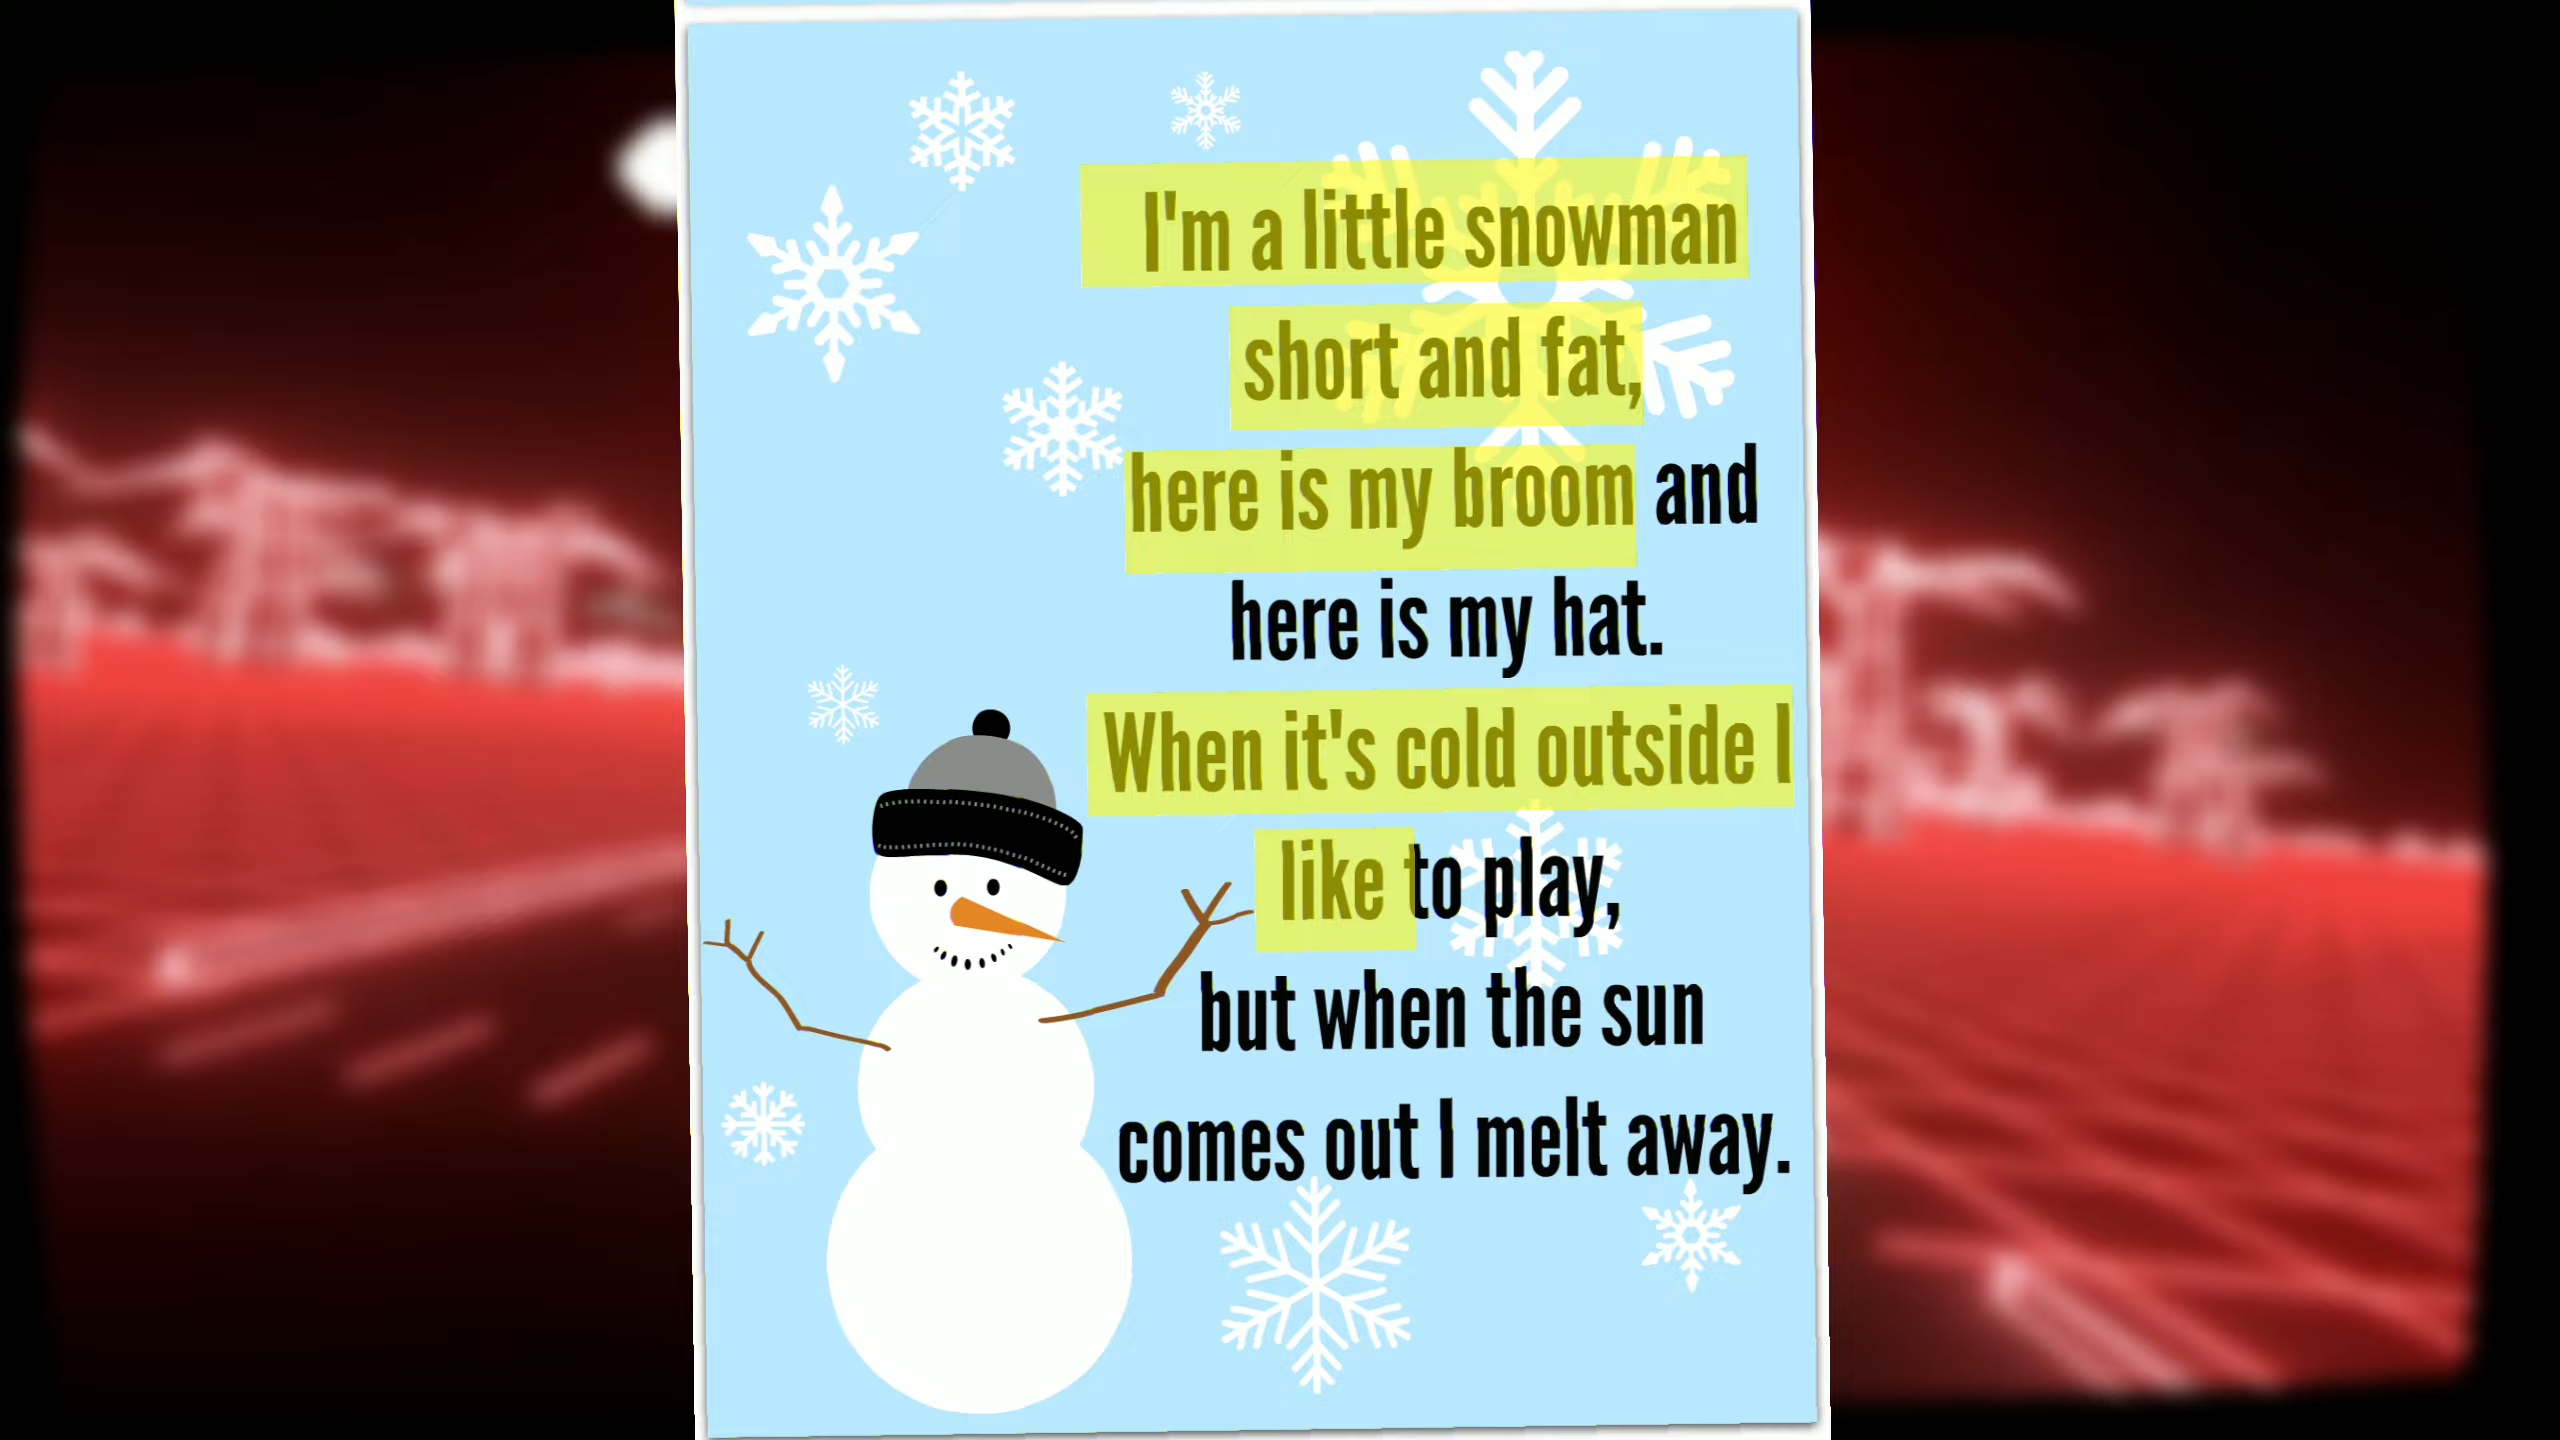 I'm a little snowman
short and fat,
here is my broom and
here is my hat.
When it's cold outside I
like to play,
but when the sun
comes out I melt away.